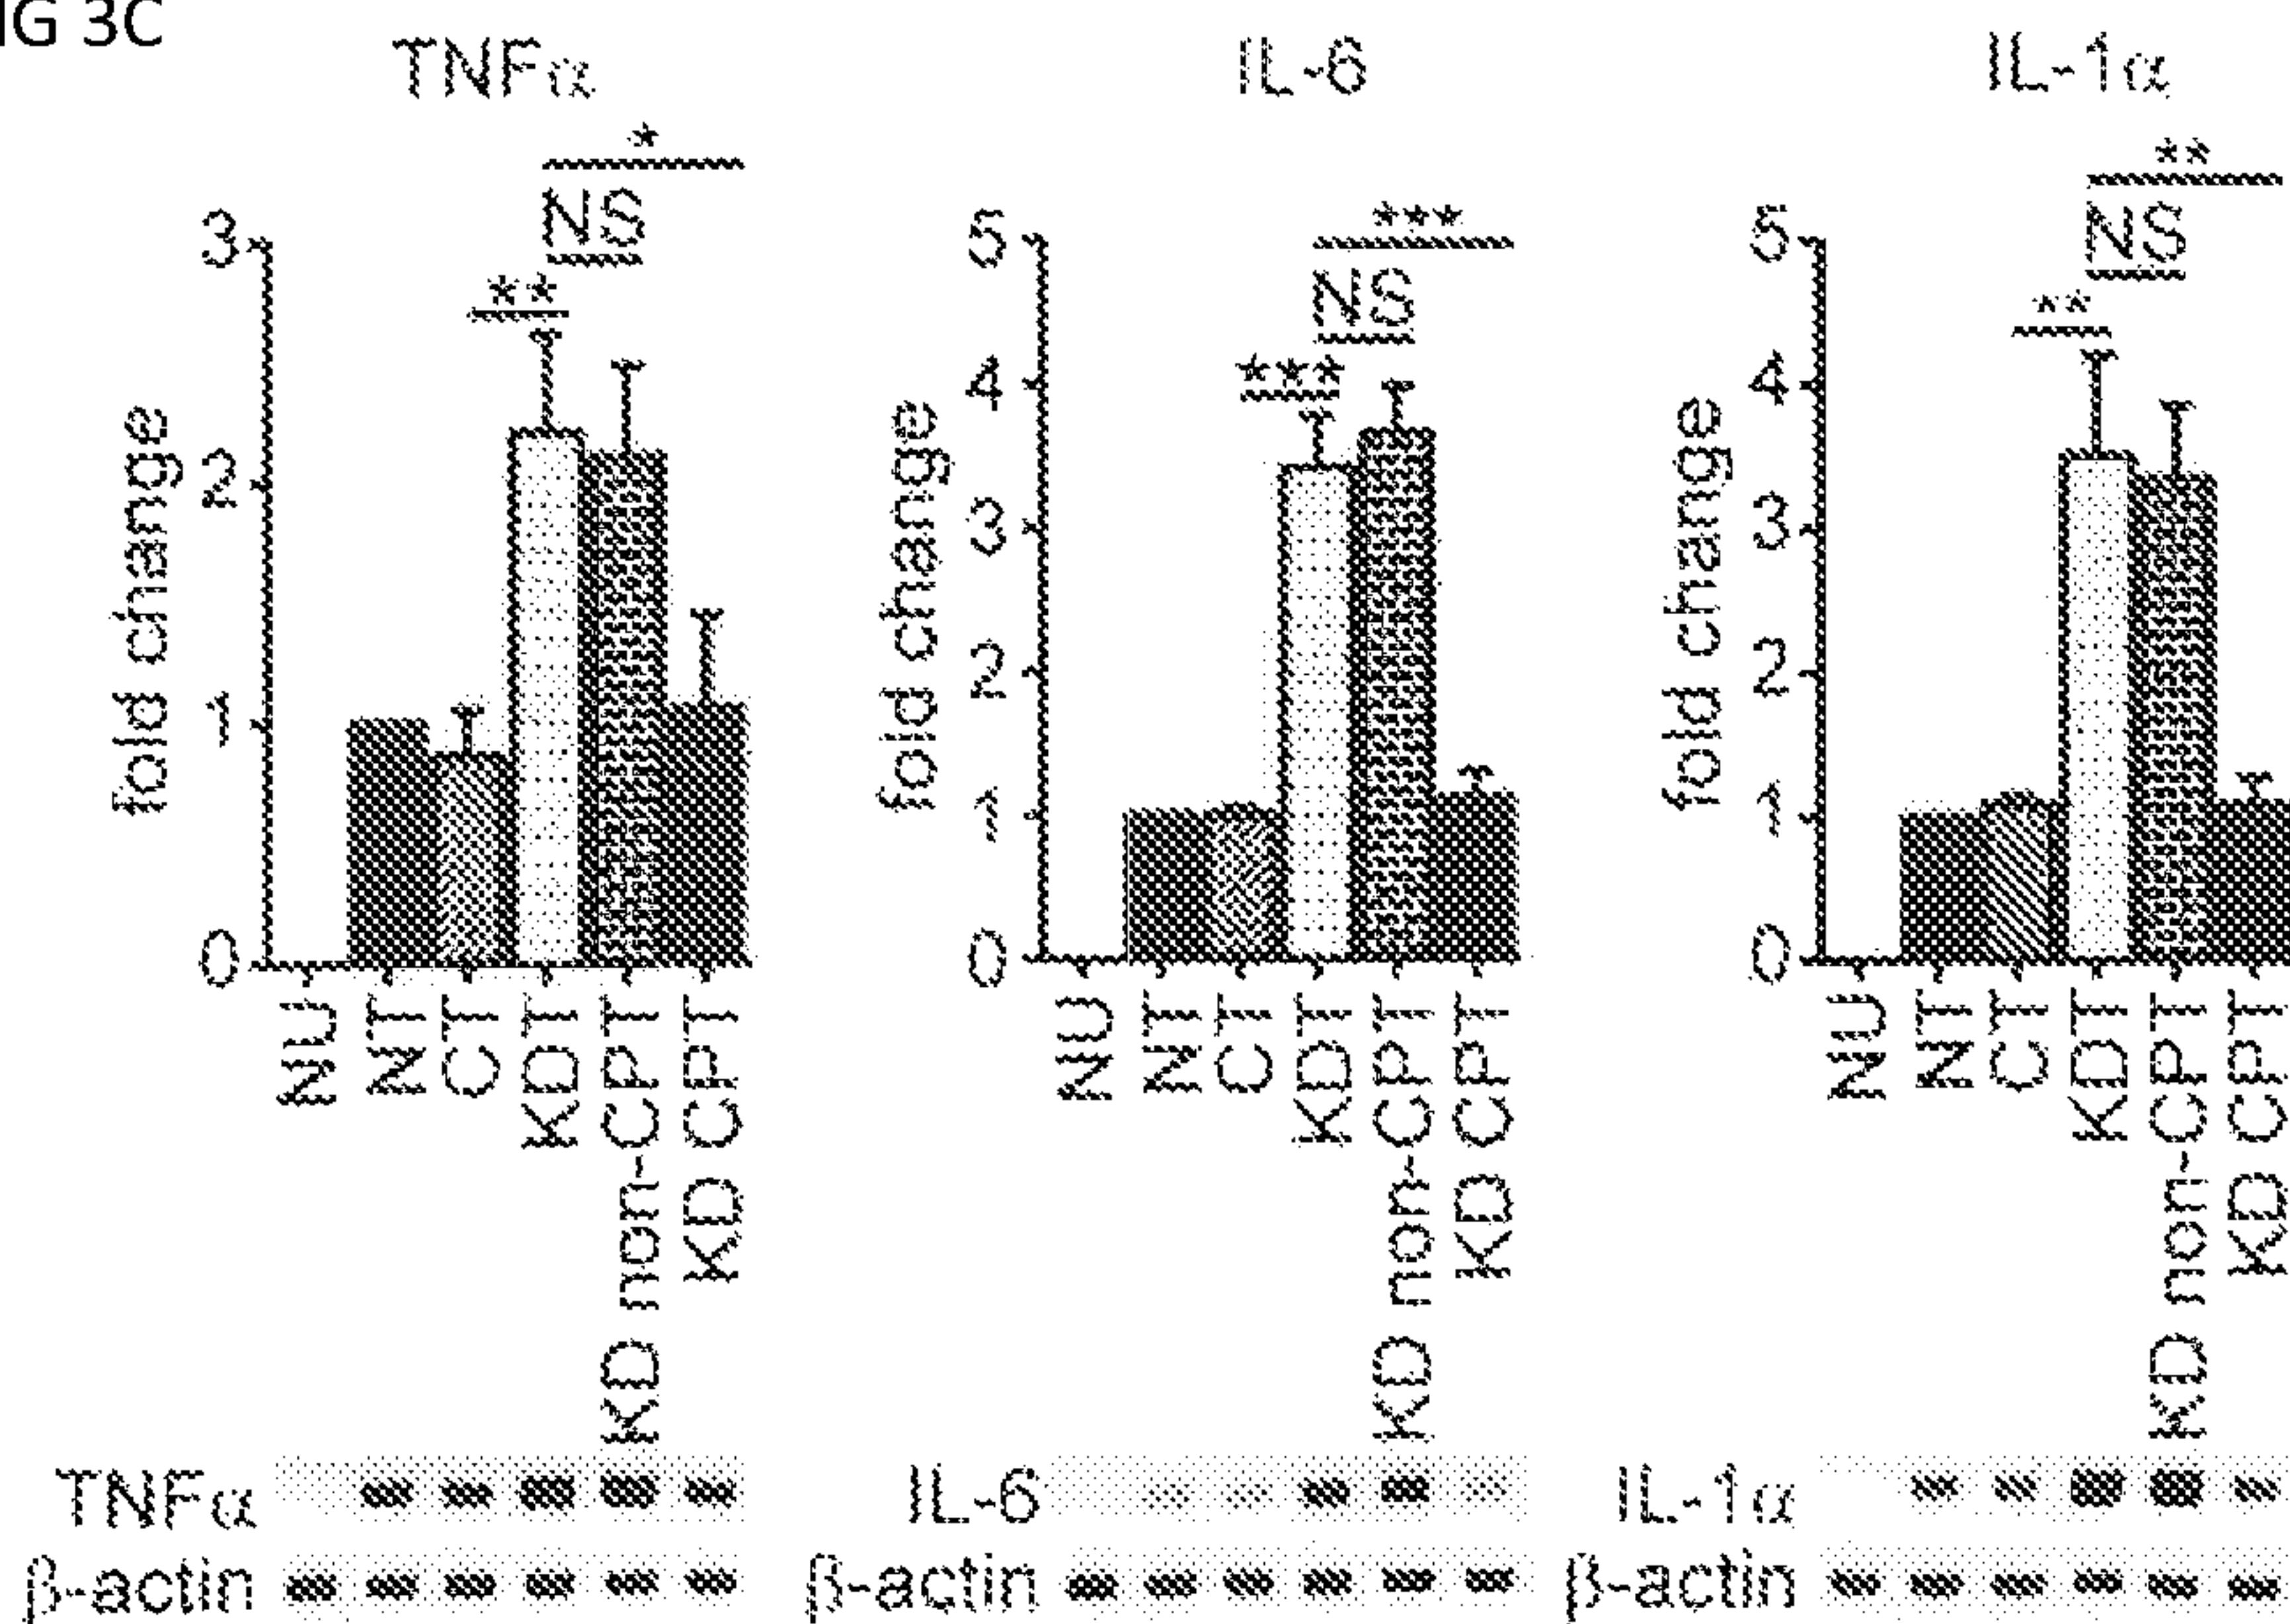 IG 3C
TNFα
*
NS
**
3
2
1
0
fold change
NU
NT
CT
KDT
KD non-CPT
KD CPT
TNFα
β-actin
IL-6
***
NS
***
5
4
3
2
1
0
fold change
NU
NT
CT
KDT
KD non-CPT
KD CPT
IL-6
β-actin
IL-1α
**
NS
**
5
4
3
2
1
0
fold change
NU
NT
CT
KDT
KD non-CPT
KD CPT
IL-1α
β-actin